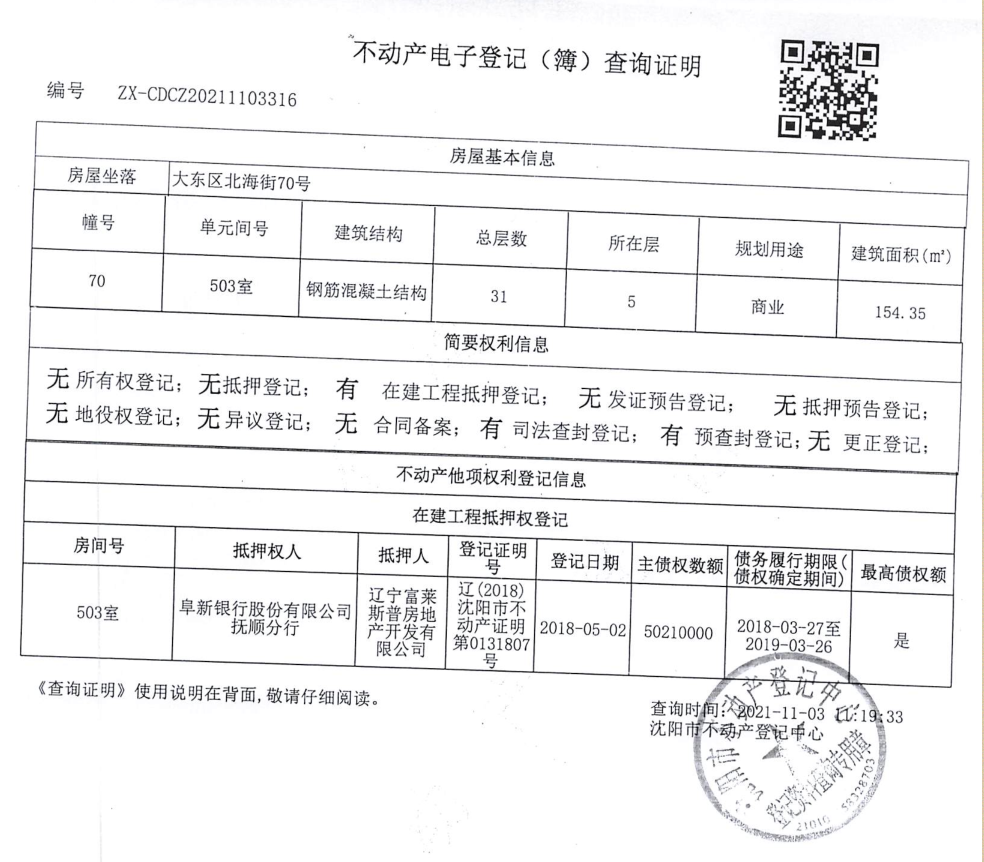 不动产电子登记（簿）查询证明
编号 ZX-CDCZ20211103316
房屋基本信息
房屋坐落 大东区北海街70号
幢号 单元间号 建筑结构 总层数 所在层 规划用途 建筑面积(㎡)
70 503室 钢筋混凝土结构 31 5 商业 154.35
简要权利信息
无 所有权登记； 无抵押登记； 有 在建工程抵押登记； 无 发证预告登记； 无 抵押预告登记；
无 地役权登记； 无 异议登记； 无 合同备案； 有 司法查封登记； 有 预查封登记； 无 更正登记；
不动产他项权利登记信息
在建工程抵押权登记
房间号 抵押权人 抵押人 登记证明号 登记日期 主债权数额 债务履行期限(债权确定期间) 最高债权额
503室 阜新银行股份有限公司抚顺分行 辽宁富莱斯普房地产开发有限公司 辽(2018)沈阳市不动产证明第0131807号 2018-05-02 50210000 2018-03-27至2019-03-26 是
《查询证明》使用说明在背面,敬请仔细阅读。
查询时间：2021-11-03 11:19:33
沈阳市不动产登记中心
阳市不动产登记中心